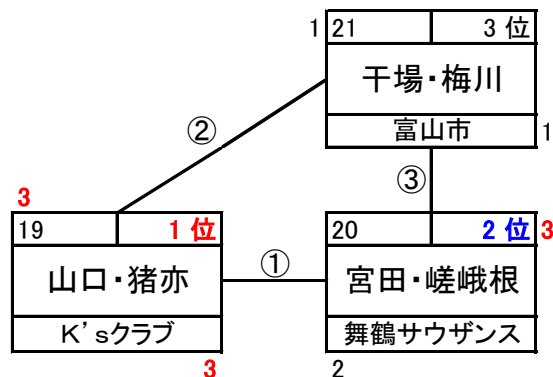 1 21 3 位
干場・梅川
富山市 1
②
③
3
19 1 位
山口・猪亦
K’sクラブ
3
①
20 2 位 3
宮田・嵯峨根
舞鶴サウザンス
2